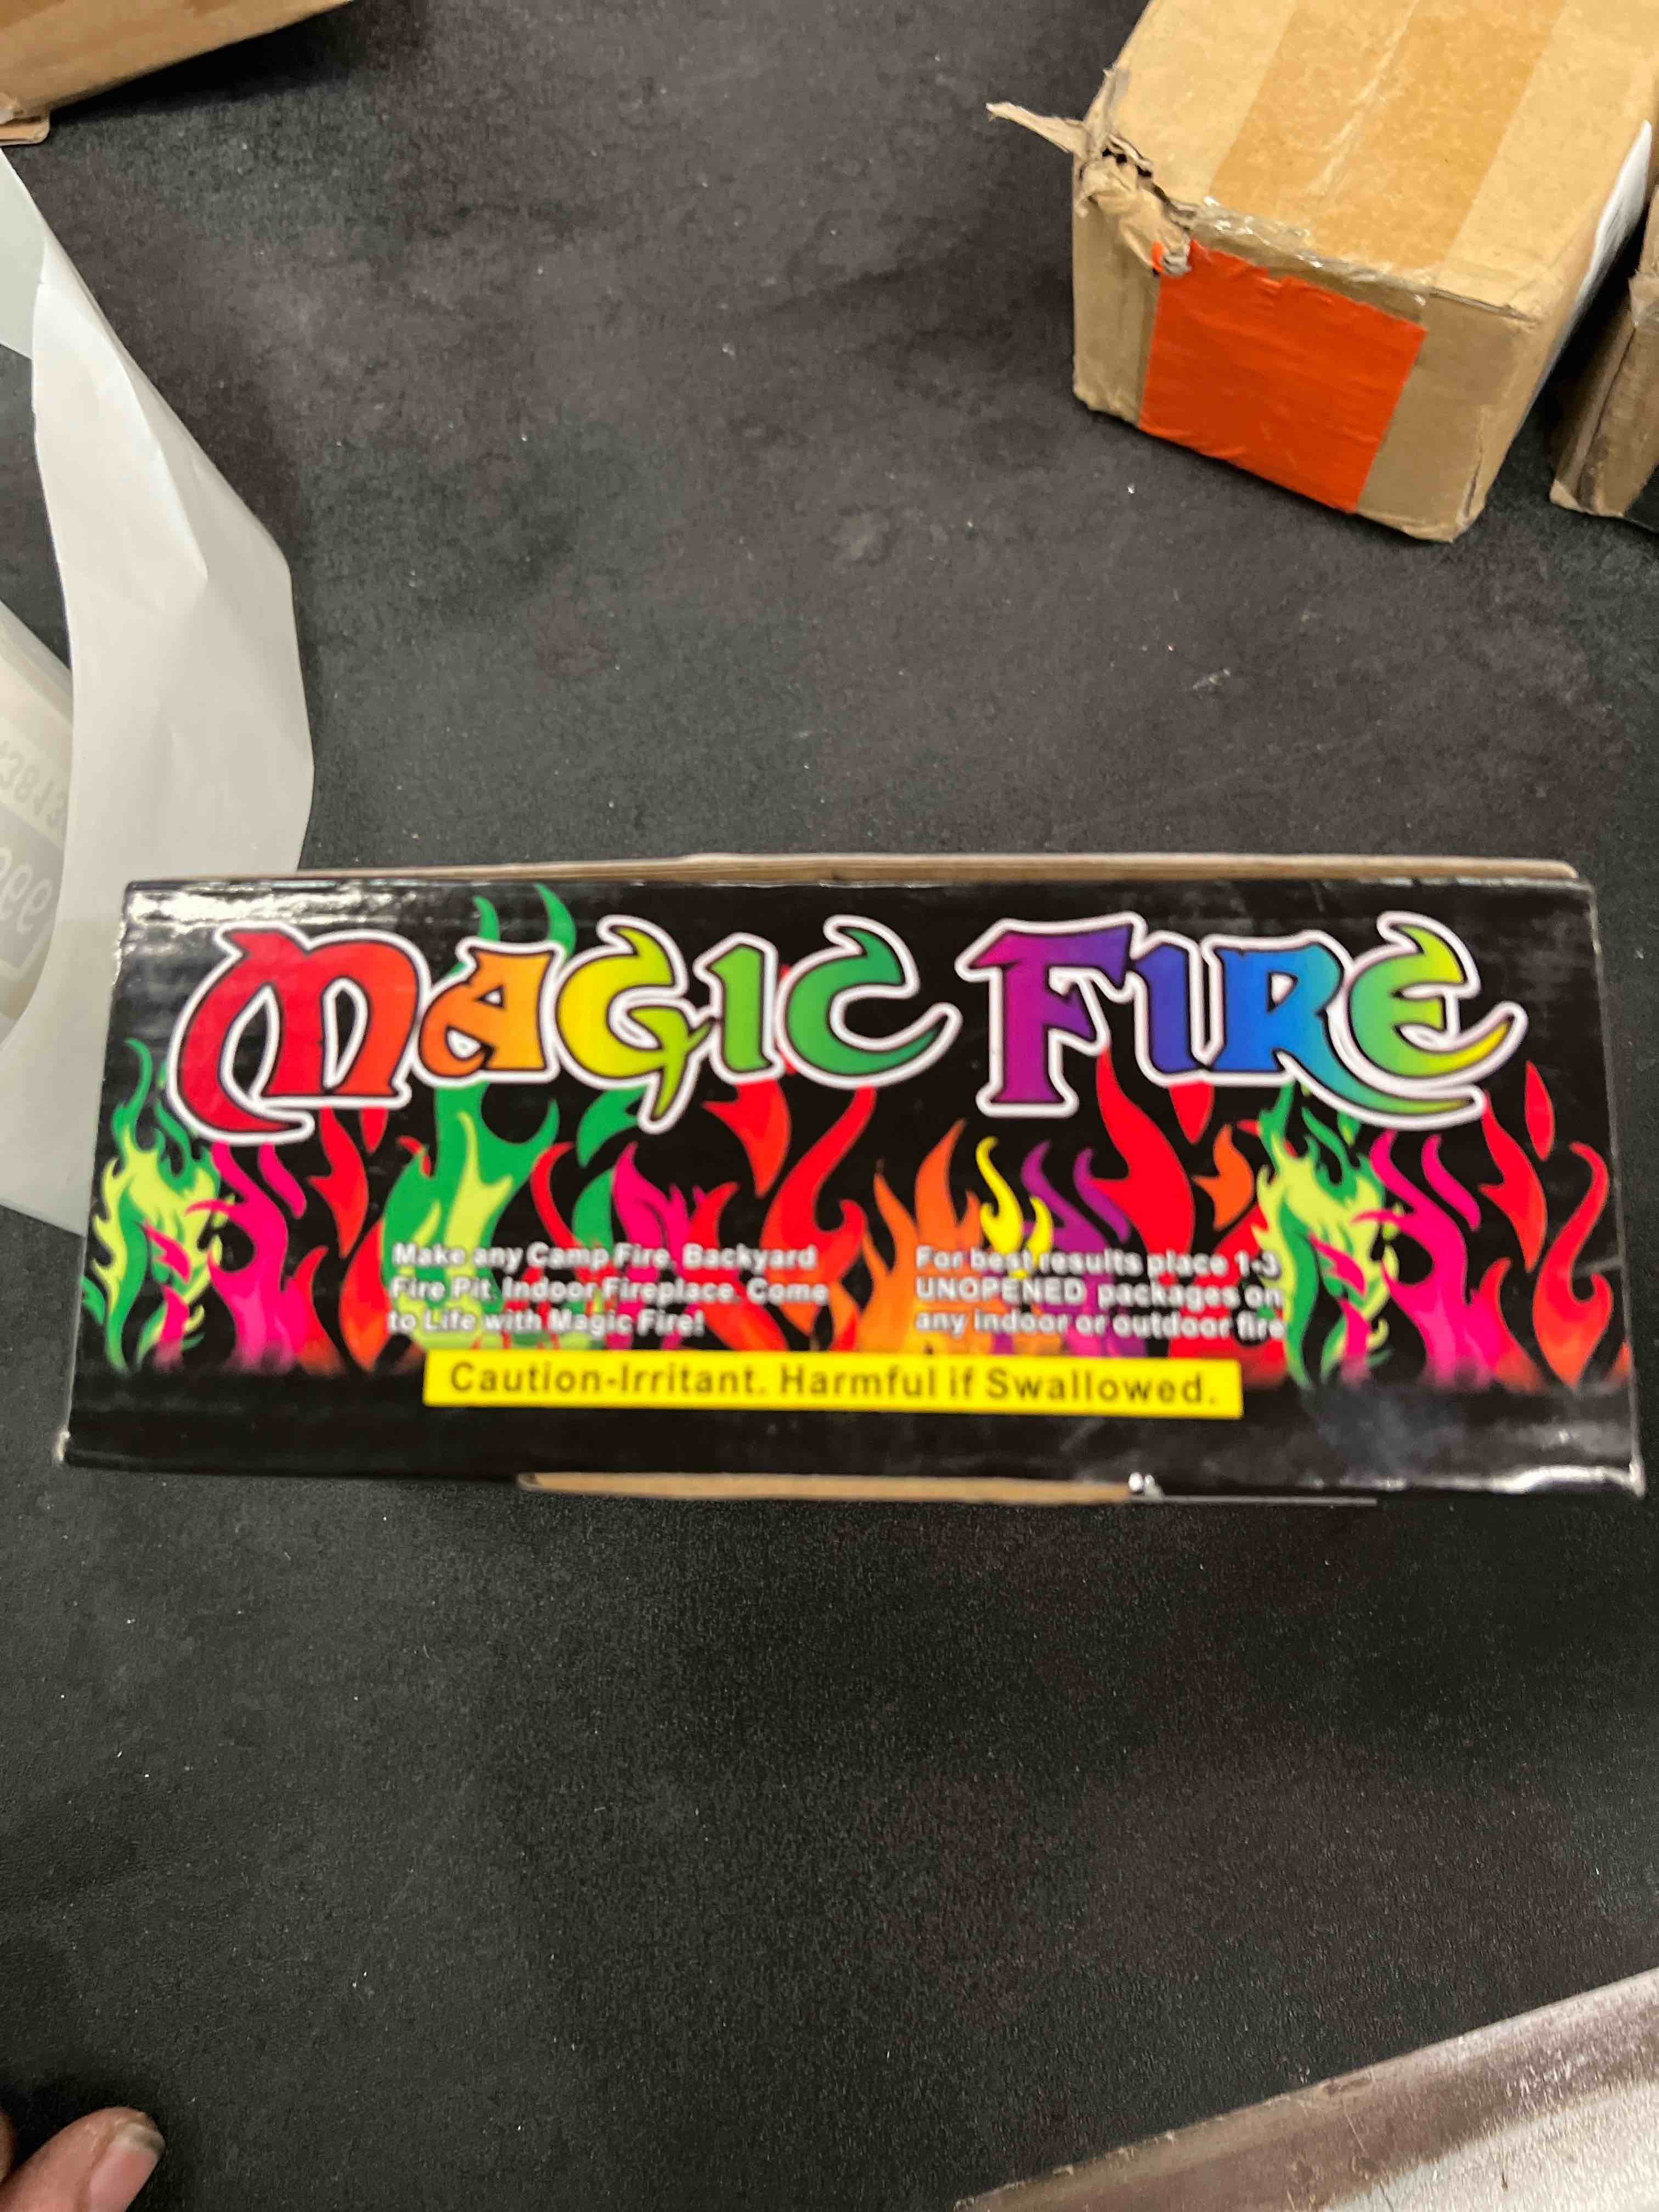 MAGIC FIRE
Make any Camp Fire, Backyard
Fire Pit, Indoor Fireplace. Come
to Life with Magic Fire!
For best results place 1-3
UNOPENED packages on
any indoor or outdoor fire
Caution-Irritant. Harmful if Swallowed.